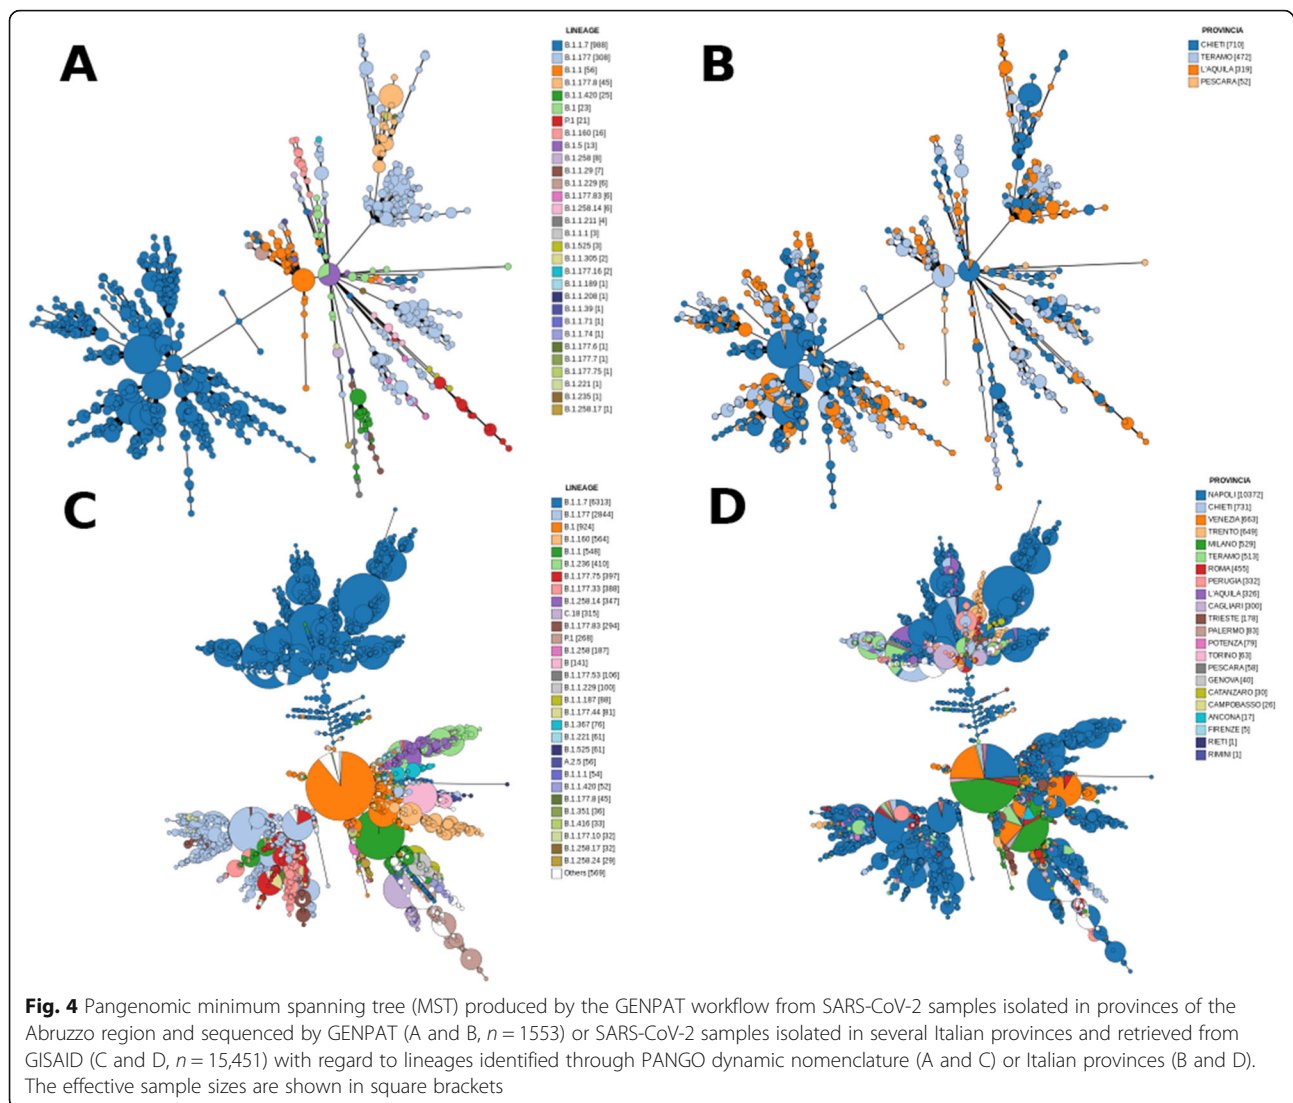 A
LINEAGE
B.1.1.7 [988]
B.1.177 [308]
B.1.1 [56]
B.1.177.8 [45]
B.1.1.420 [25]
B.1 [23]
P.1 [21]
B.1.160 [16]
B.1.5 [13]
B.1.258 [8]
B.1.1.29 [7]
B.1.1.229 [6]
B.1.177.83 [6]
B.1.258.14 [6]
B.1.1.211 [4]
B.1.1.1 [3]
B.1.525 [3]
B.1.1.305 [2]
B.1.177.16 [2]
B.1.1.189 [1]
B.1.1.208 [1]
B.1.1.39 [1]
B.1.1.71 [1]
B.1.1.74 [1]
B.1.177.6 [1]
B.1.177.7 [1]
B.1.177.75 [1]
B.1.221 [1]
B.1.235 [1]
B.1.258.17 [1]
B
PROVINCIA
CHIETI [710]
TERAMO [472]
L'AQUILA [319]
PESCARA [52]
C
LINEAGE
B.1.1.7 [6313]
B.1.177 [2844]
B.1 [924]
B.1.160 [564]
B.1.1 [548]
B.1.236 [410]
B.1.177.75 [397]
B.1.177.33 [388]
B.1.258.14 [347]
C.18 [315]
B.1.177.83 [294]
P.1 [268]
B.1.258 [187]
B [141]
B.1.177.53 [106]
B.1.1.229 [100]
B.1.1.187 [88]
B.1.177.44 [81]
B.1.367 [76]
B.1.221 [61]
B.1.525 [61]
A.2.5 [56]
B.1.1.1 [54]
B.1.1.420 [52]
B.1.177.8 [45]
B.1.351 [36]
B.1.416 [33]
B.1.177.10 [32]
B.1.258.17 [32]
B.1.258.24 [29]
Others [569]
D
PROVINCIA
NAPOLI [10372]
CHIETI [731]
VENEZIA [663]
TRENTO [649]
MILANO [529]
TERAMO [513]
ROMA [455]
PERUGIA [332]
L'AQUILA [326]
CAGLIARI [300]
TRIESTE [178]
PALERMO [83]
POTENZA [79]
TORINO [63]
PESCARA [58]
GENOVA [40]
CATANZARO [30]
CAMPOBASSO [26]
ANCONA [17]
FIRENZE [5]
RIETI [1]
RIMINI [1]
Fig. 4 Pangenomic minimum spanning tree (MST) produced by the GENPAT workflow from SARS-CoV-2 samples isolated in provinces of the
Abruzzo region and sequenced by GENPAT (A and B, n = 1553) or SARS-CoV-2 samples isolated in several Italian provinces and retrieved from
GISAID (C and D, n = 15,451) with regard to lineages identified through PANGO dynamic nomenclature (A and C) or Italian provinces (B and D).
The effective sample sizes are shown in square brackets